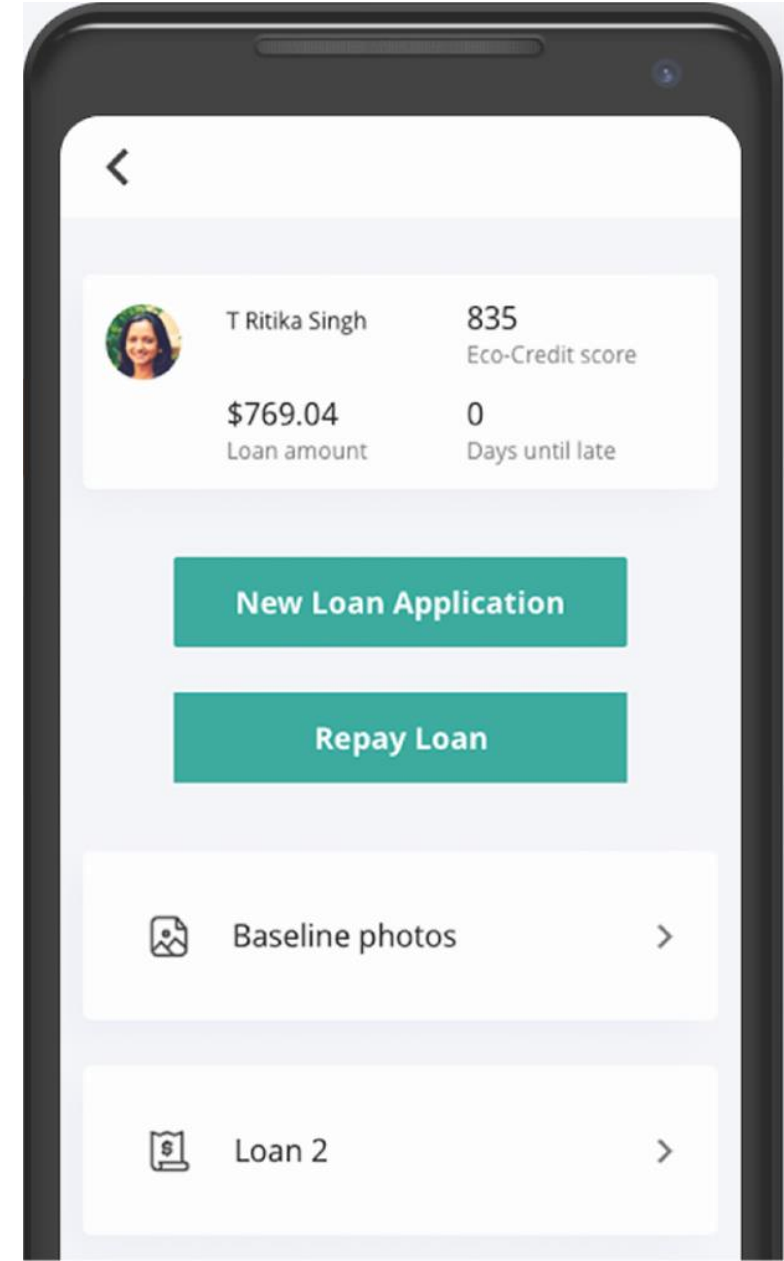 T Ritika Singh
835
Eco-Credit score
$769.04
Loan amount
0
Days until late
New Loan Application
Repay Loan
Baseline photos
$
Loan 2